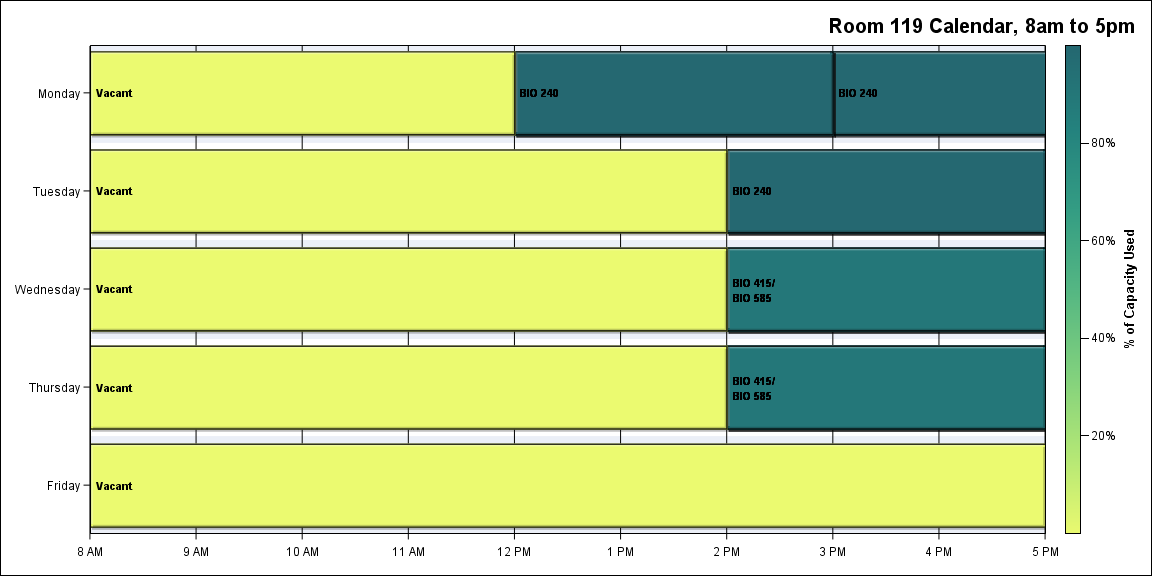 Room 119 Calendar, 8am to 5pm
Monday
Vacant
BIO 240
BIO 240
Tuesday
Vacant
BIO 240
Wednesday
Vacant
BIO 415/
BIO 585
Thursday
Vacant
BIO 415/
BIO 585
Friday
Vacant
8 AM
9 AM
10 AM
11 AM
12 PM
1 PM
2 PM
3 PM
4 PM
5 PM
80%
60%
40%
20%
% of Capacity Used